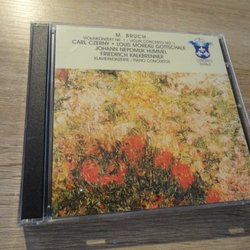 M. BRUCH
VIOLINKONZERT NR. 1 / VIOLIN CONCERTO NO. 1
CARL CZERNY • LOUIS MOREAU GOTTSCHALK
JOHANN NEPOMUK HUMMEL
FRIEDRICH KALKBRENNER
KLAVIERKONZERTE / PIANO CONCERTOS